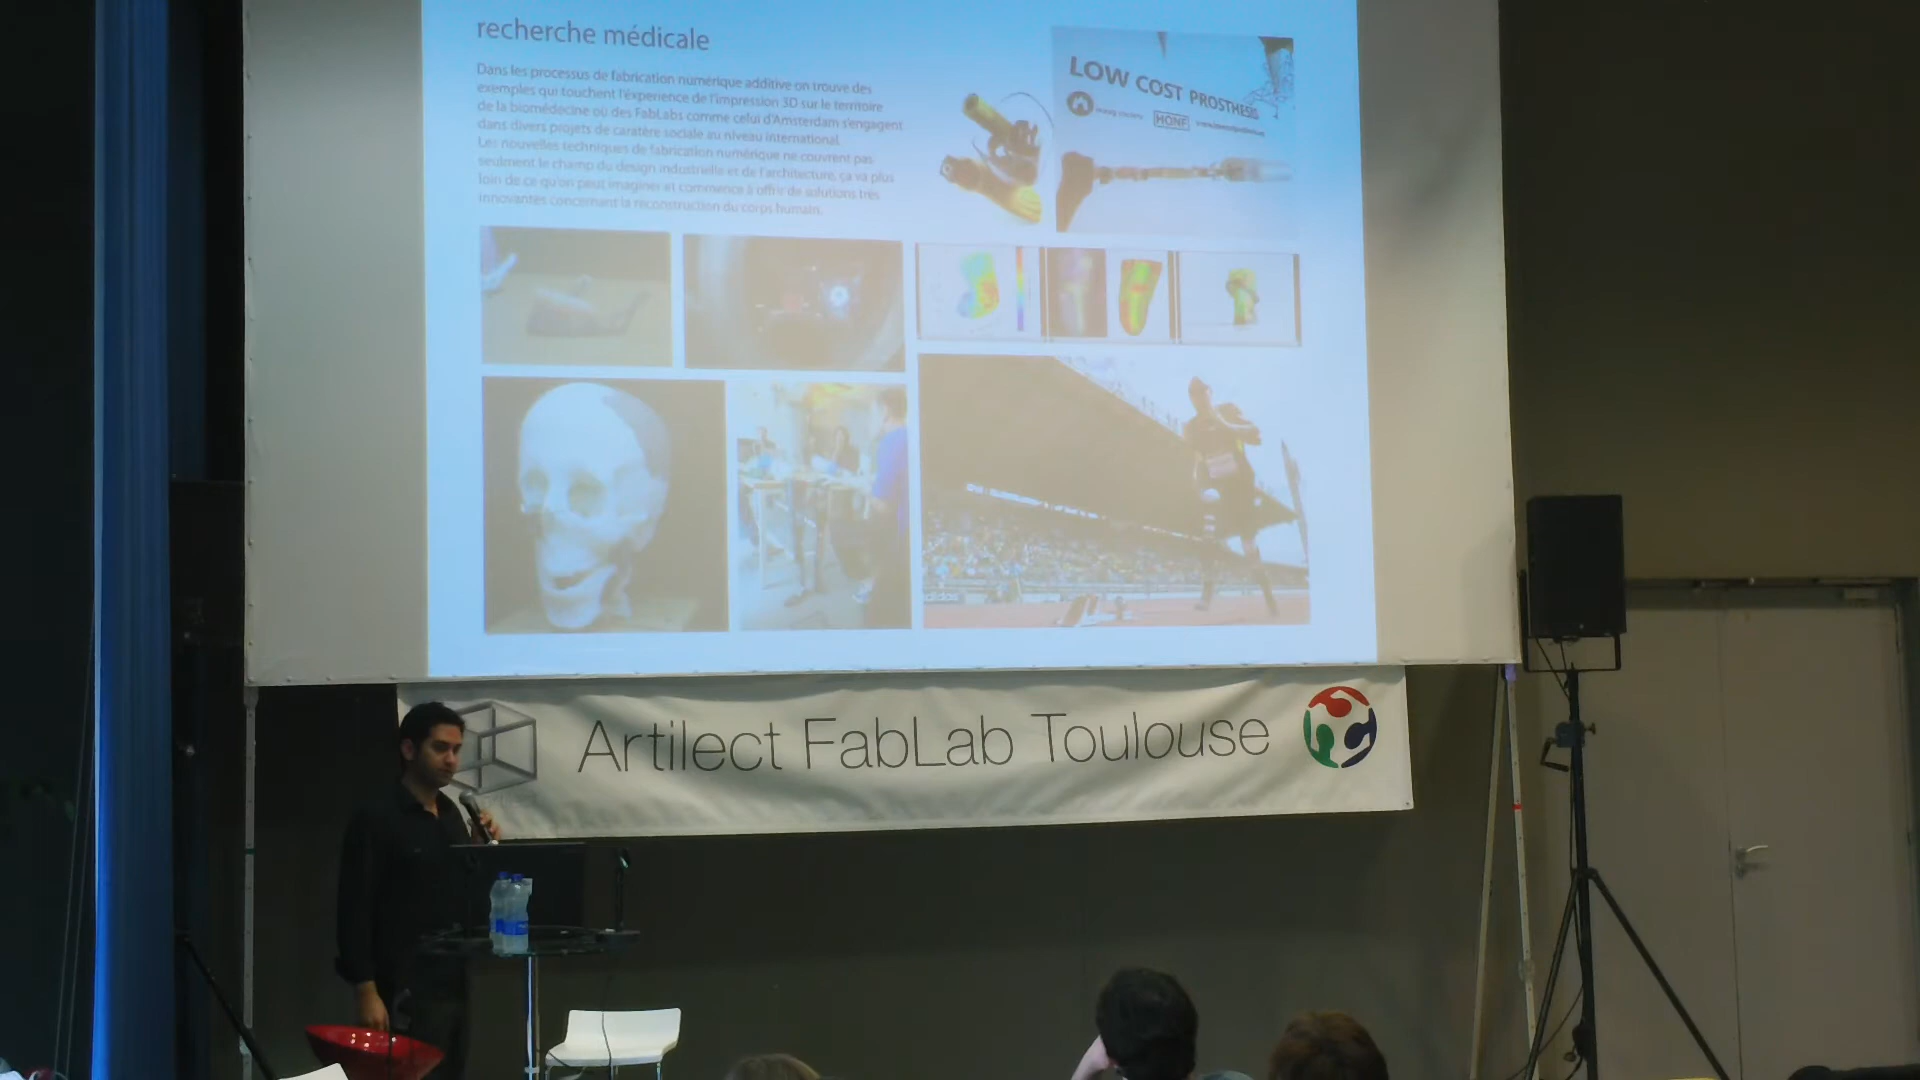 recherche médicale
Dans les processus de fabrication numérique additive on trouve des
exemples qui touchent l'éxperience de l'impression 3D sur le territoire
de la biomédecine où des FabLabs comme celui d'Amsterdam s'engagent
dans divers projets de caratère sociale au niveau international.
Les nouvelles techniques de fabrication numérique ne couvrent pas
seulment le champ du design industrielle et de l'architecture, ça va plus
loin de ce qu'on peut imaginer et commence à offrir de solutions très
innovantes concernant la réconstruction du corps humain.
LOW COST PROSTHESIS
HONF
adidas
Artilect FabLab Toulouse